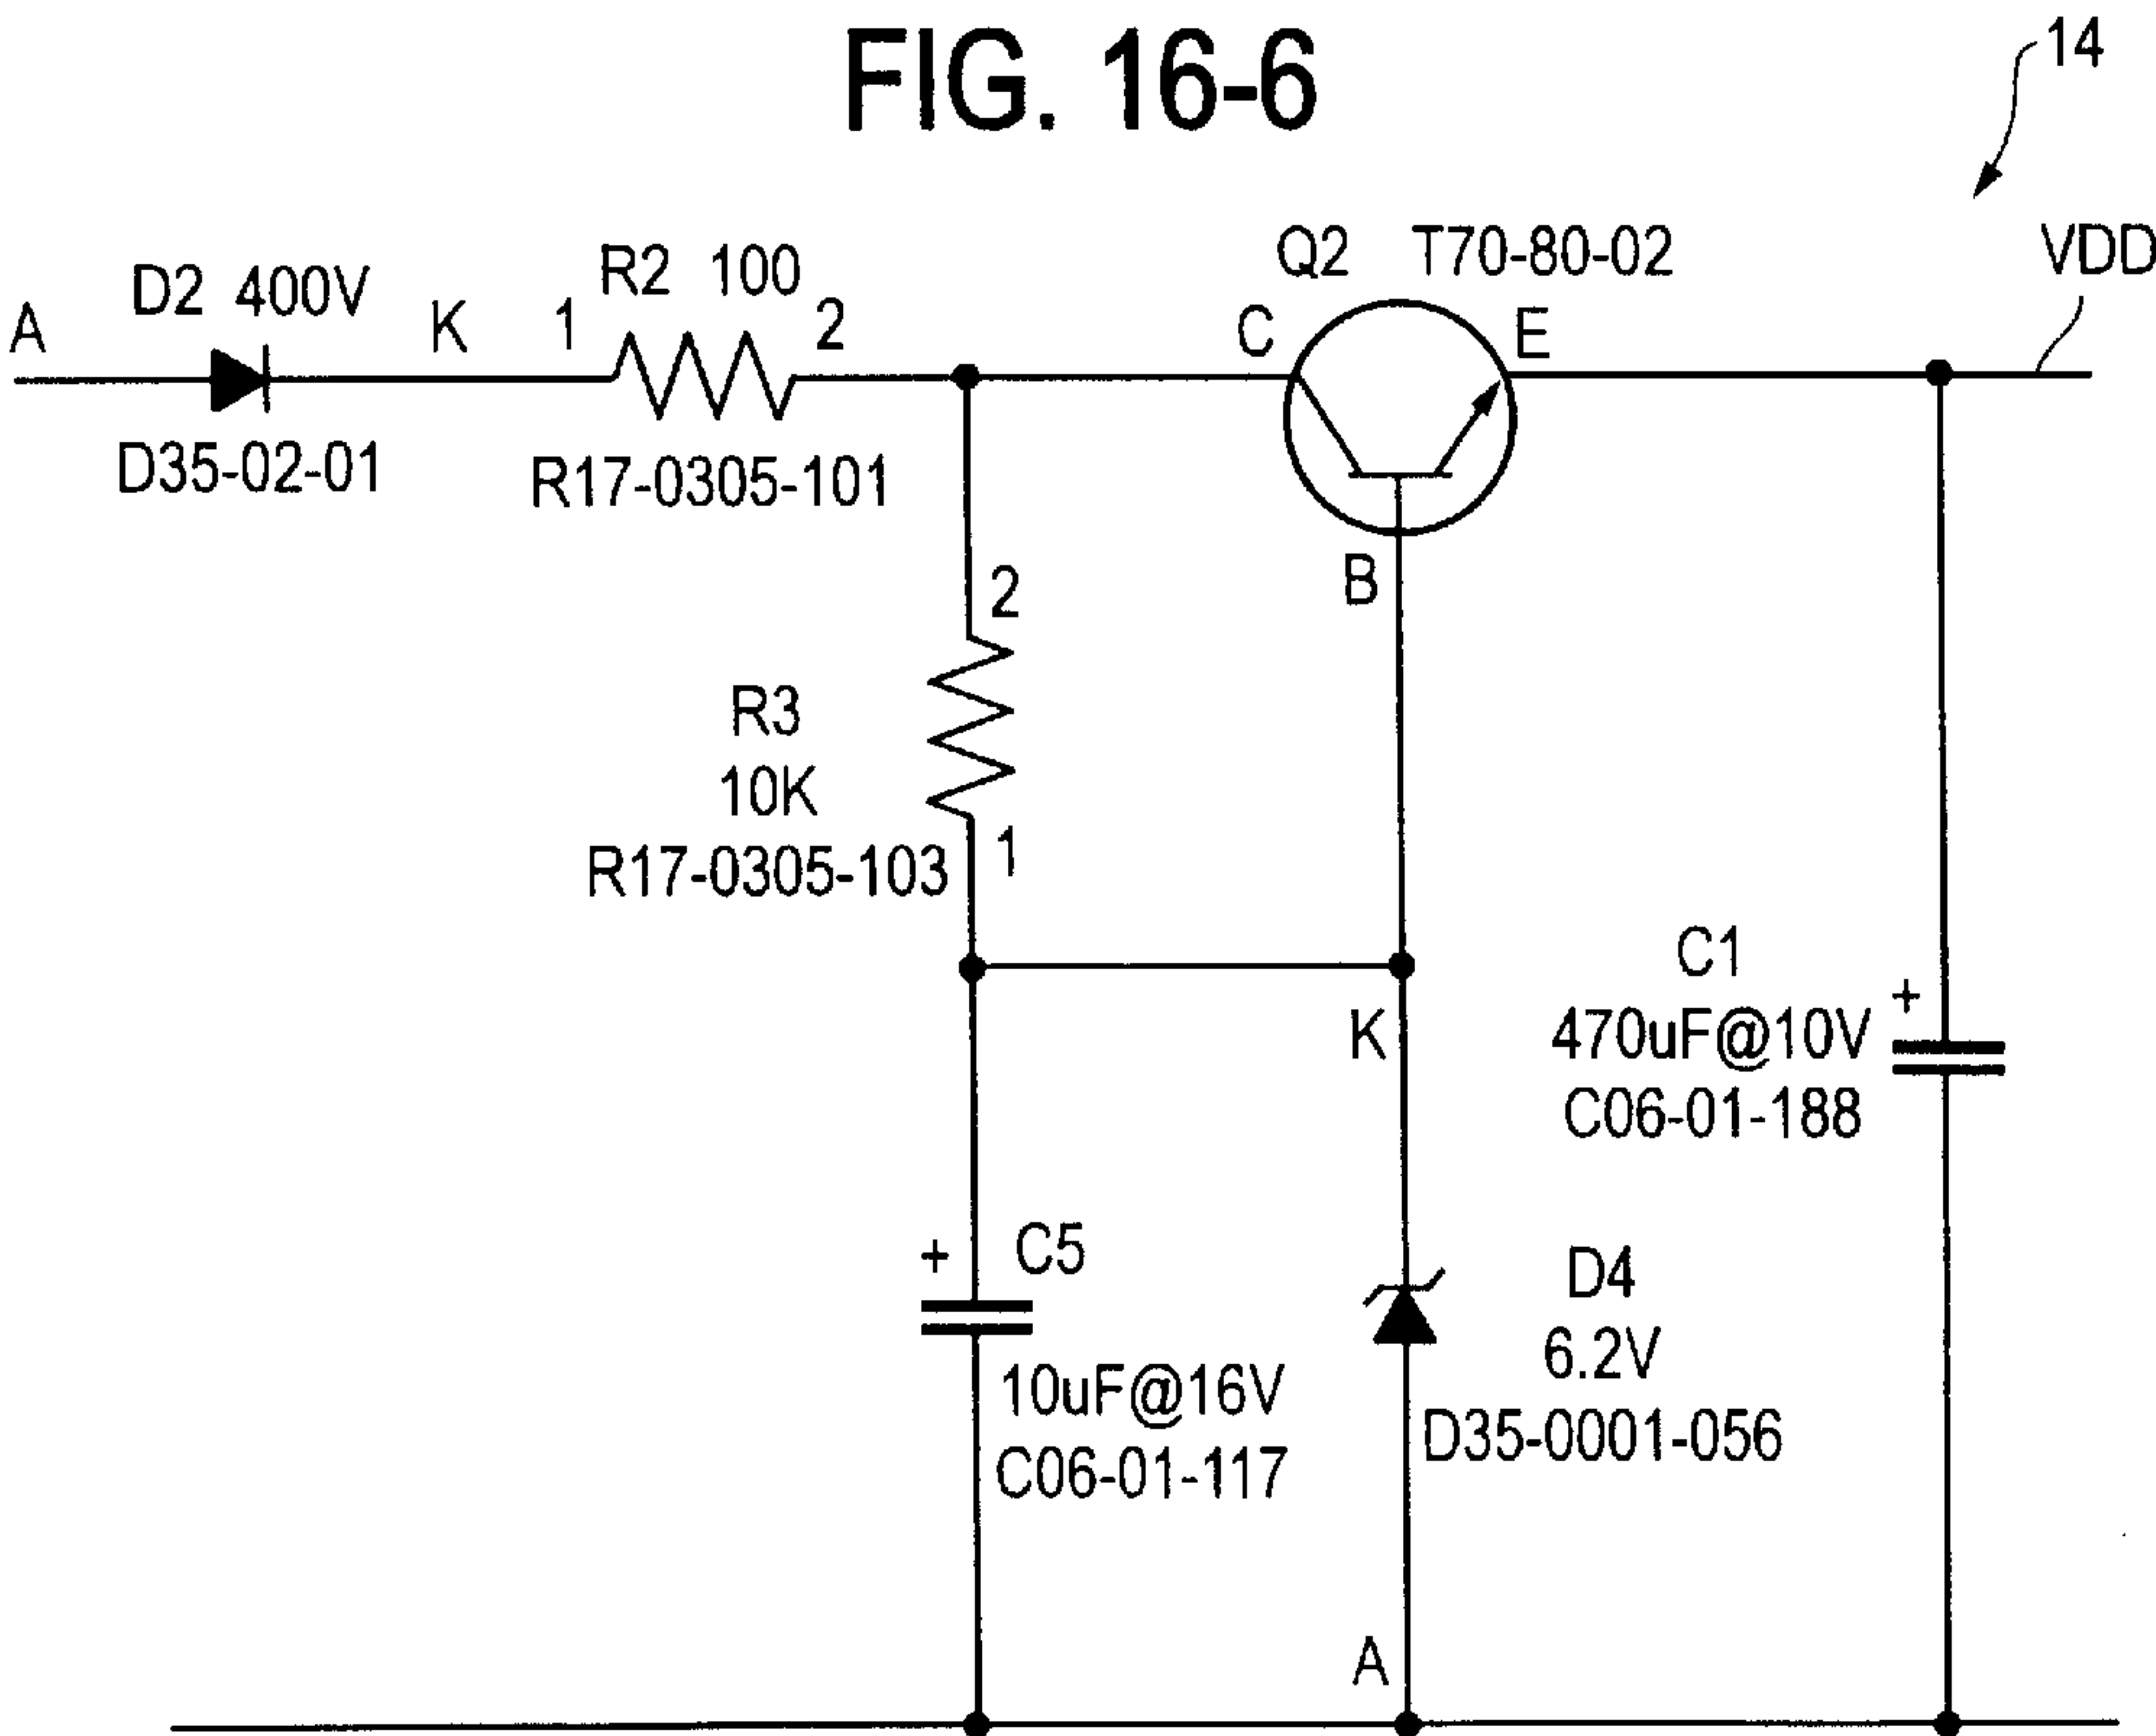 FIG. 16-6
14
Q2 T70-80-02
VDD
D2 400V
R2 100
A
K
1
2
C
E
D35-02-01
R17-0305-101
B
2
R3
10K
R17-0305-103
1
C1
+
470uF@10V
C06-01-188
K
+
C5
10uF@16V
C06-01-117
D4
6.2V
D35-0001-056
A